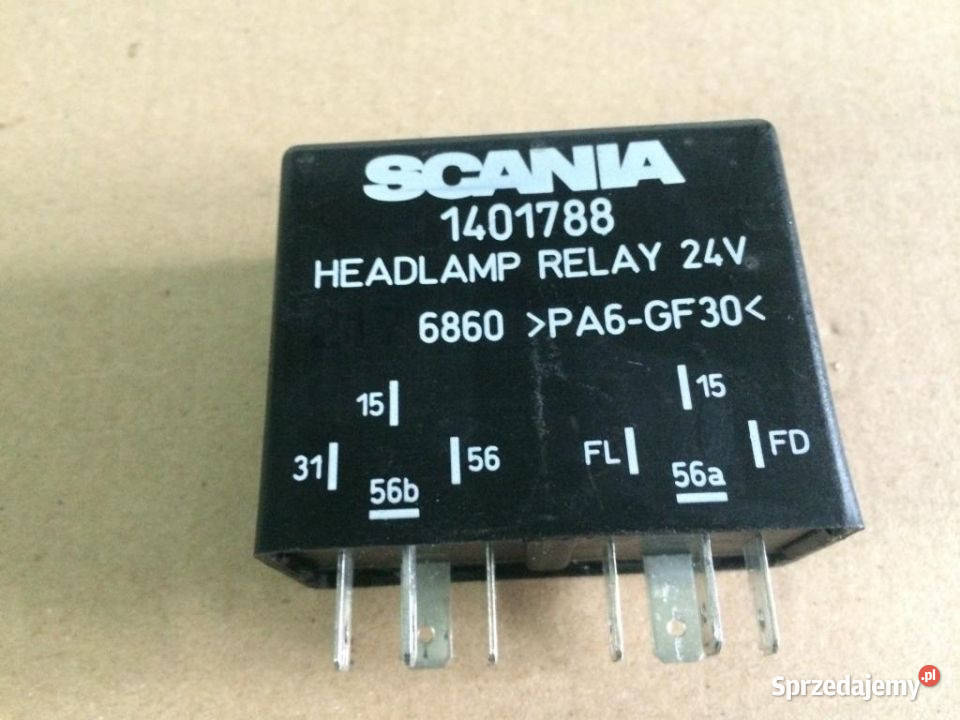 SCANIA
1401788
HEADLAMP RELAY 24V
6860 >PA6-GF30<
15 15
31 56 FL FD
56b 56a
Sprzedajemy.pl